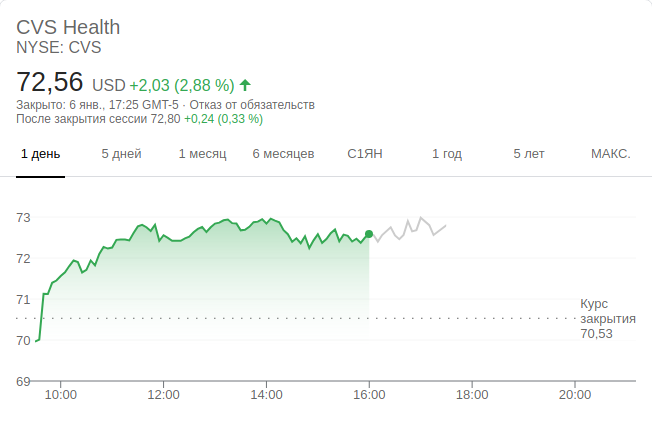 CVS Health
NYSE: CVS
72,56 USD +2,03 (2,88 %)
Закрыто: 6 янв., 17:25 GMT-5 · Отказ от обязательств
После закрытия сессии 72,80 +0,24 (0,33 %)
1 день 5 дней 1 месяц 6 месяцев С1ЯН 1 год 5 лет МАКС.
73
72
71
70
69
Курс
закрытия
70,53
10:00 12:00 14:00 16:00 18:00 20:00